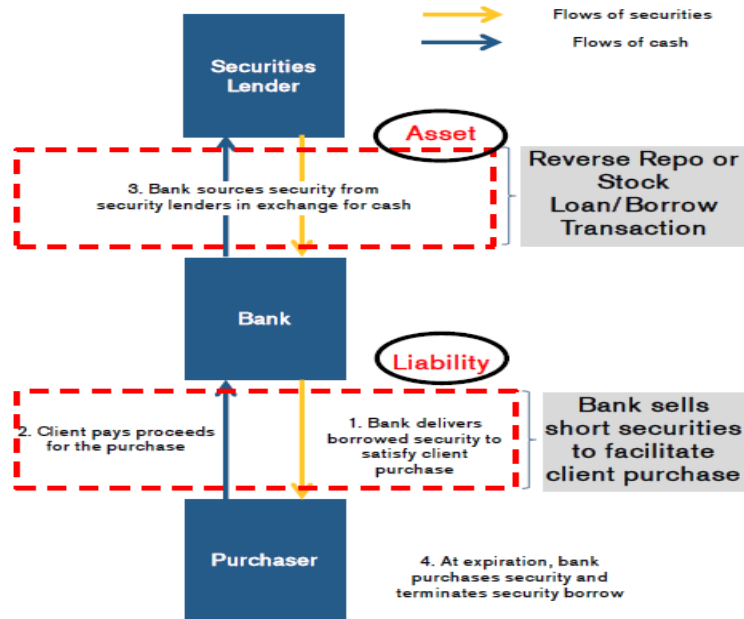 Flows of securities
Flows of cash
Securities
Lender
Asset
3. Bank sources security from
security lenders in exchange for cash
Reverse Repo or
Stock
Loan/Borrow
Transaction
Bank
Liability
2. Client pays proceeds
for the purchase
1. Bank delivers
borrowed security to
satisfy client
purchase
Bank sells
short securities
to facilitate
client purchase
Purchaser
4. At expiration, bank
purchases security and
terminates security borrow